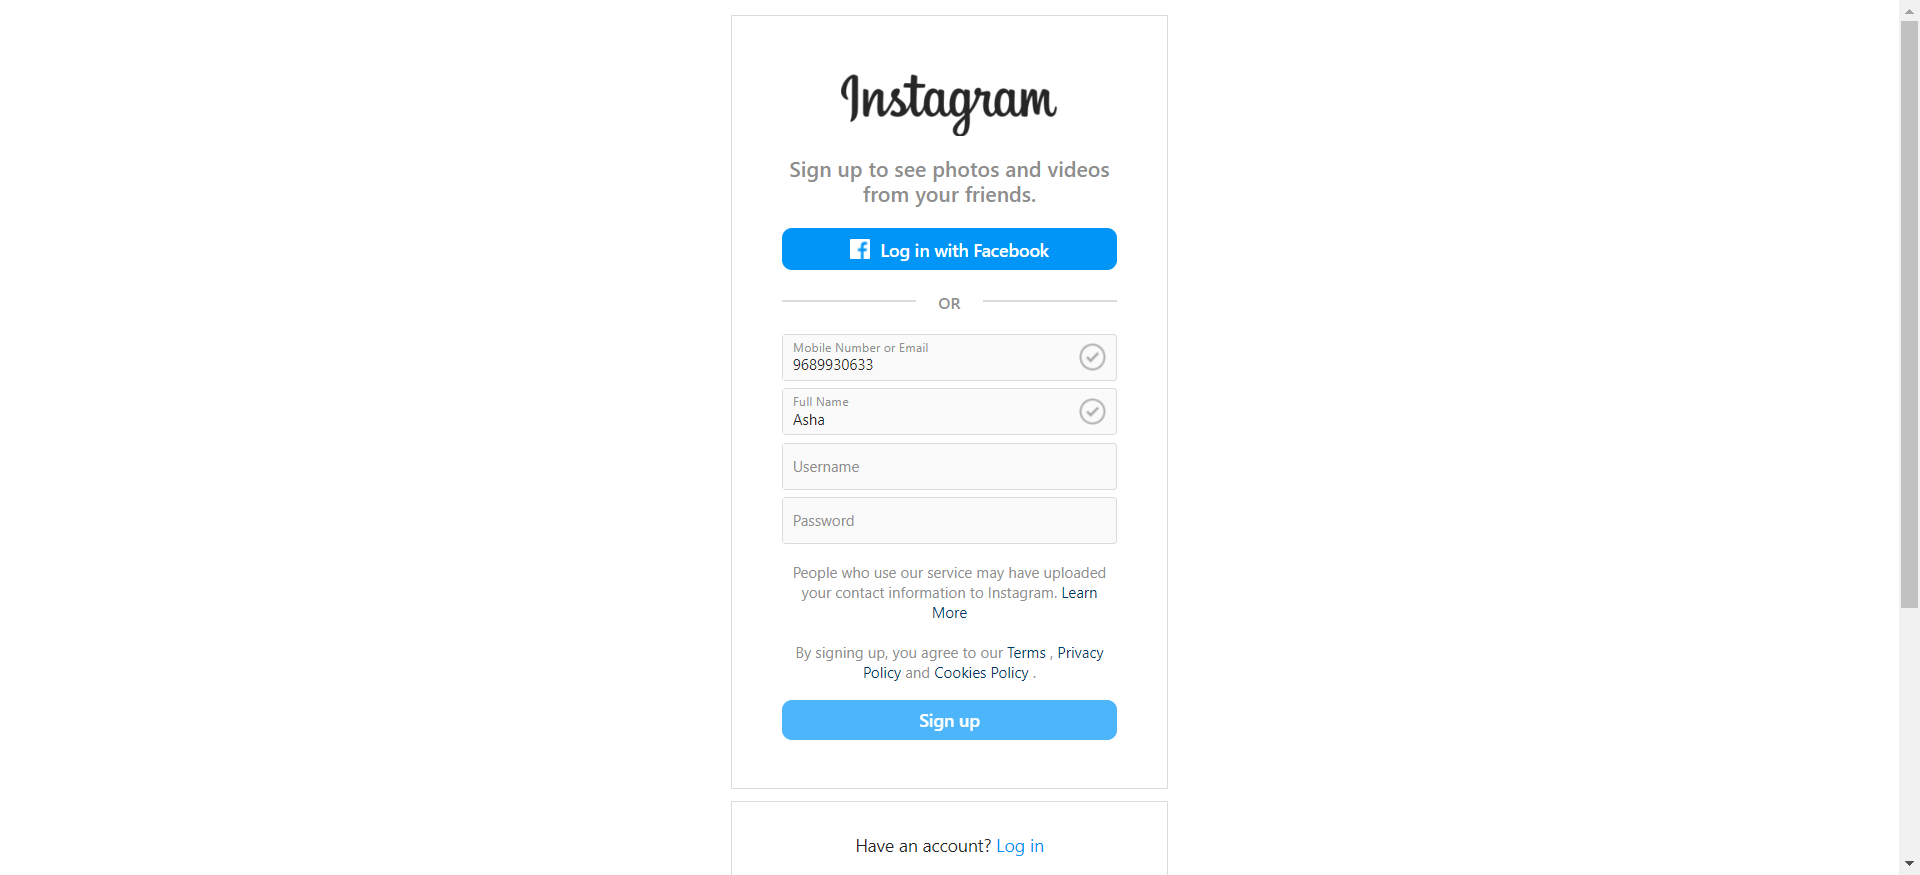 Instagram
Sign up to see photos and videos
from your friends.
Log in with Facebook
OR
Mobile Number or Email
9689930633
Full Name
Asha
Username
Password
People who use our service may have uploaded
your contact information to Instagram. Learn
More
By signing up, you agree to our Terms , Privacy
Policy and Cookies Policy .
Sign up
Have an account? Log in